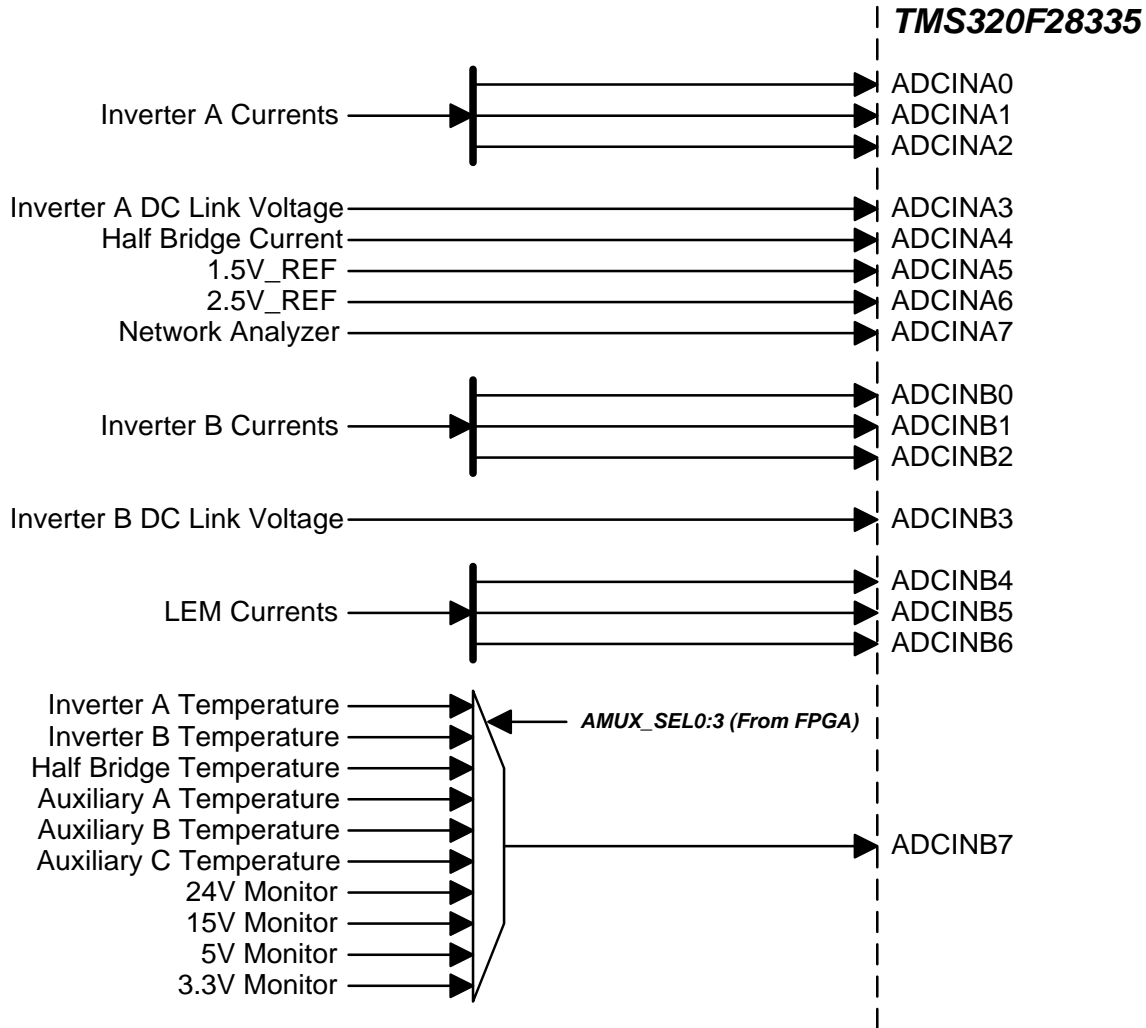 TMS320F28335
Inverter A Currents
ADCINA0
ADCINA1
ADCINA2
Inverter A DC Link Voltage
ADCINA3
Half Bridge Current
ADCINA4
1.5V_REF
ADCINA5
2.5V_REF
ADCINA6
Network Analyzer
ADCINA7
Inverter B Currents
ADCINB0
ADCINB1
ADCINB2
Inverter B DC Link Voltage
ADCINB3
LEM Currents
ADCINB4
ADCINB5
ADCINB6
Inverter A Temperature
Inverter B Temperature
Half Bridge Temperature
Auxiliary A Temperature
Auxiliary B Temperature
Auxiliary C Temperature
24V Monitor
15V Monitor
5V Monitor
3.3V Monitor
AMUX_SEL0:3 (From FPGA)
ADCINB7